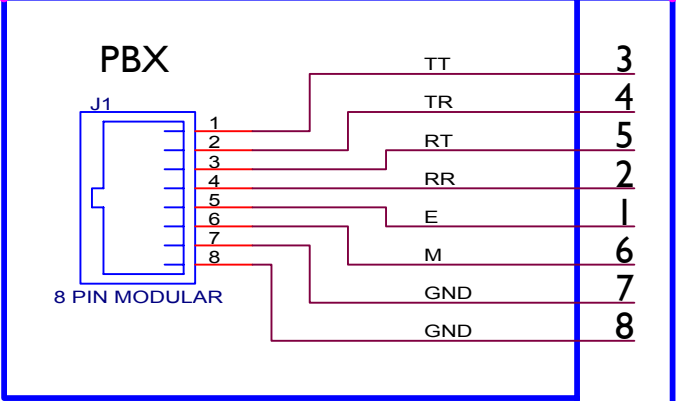 PBX
J1
8 PIN MODULAR
1
2
3
4
5
6
7
8
TT 3
TR 4
RT 5
RR 2
E 1
M 6
GND 7
GND 8